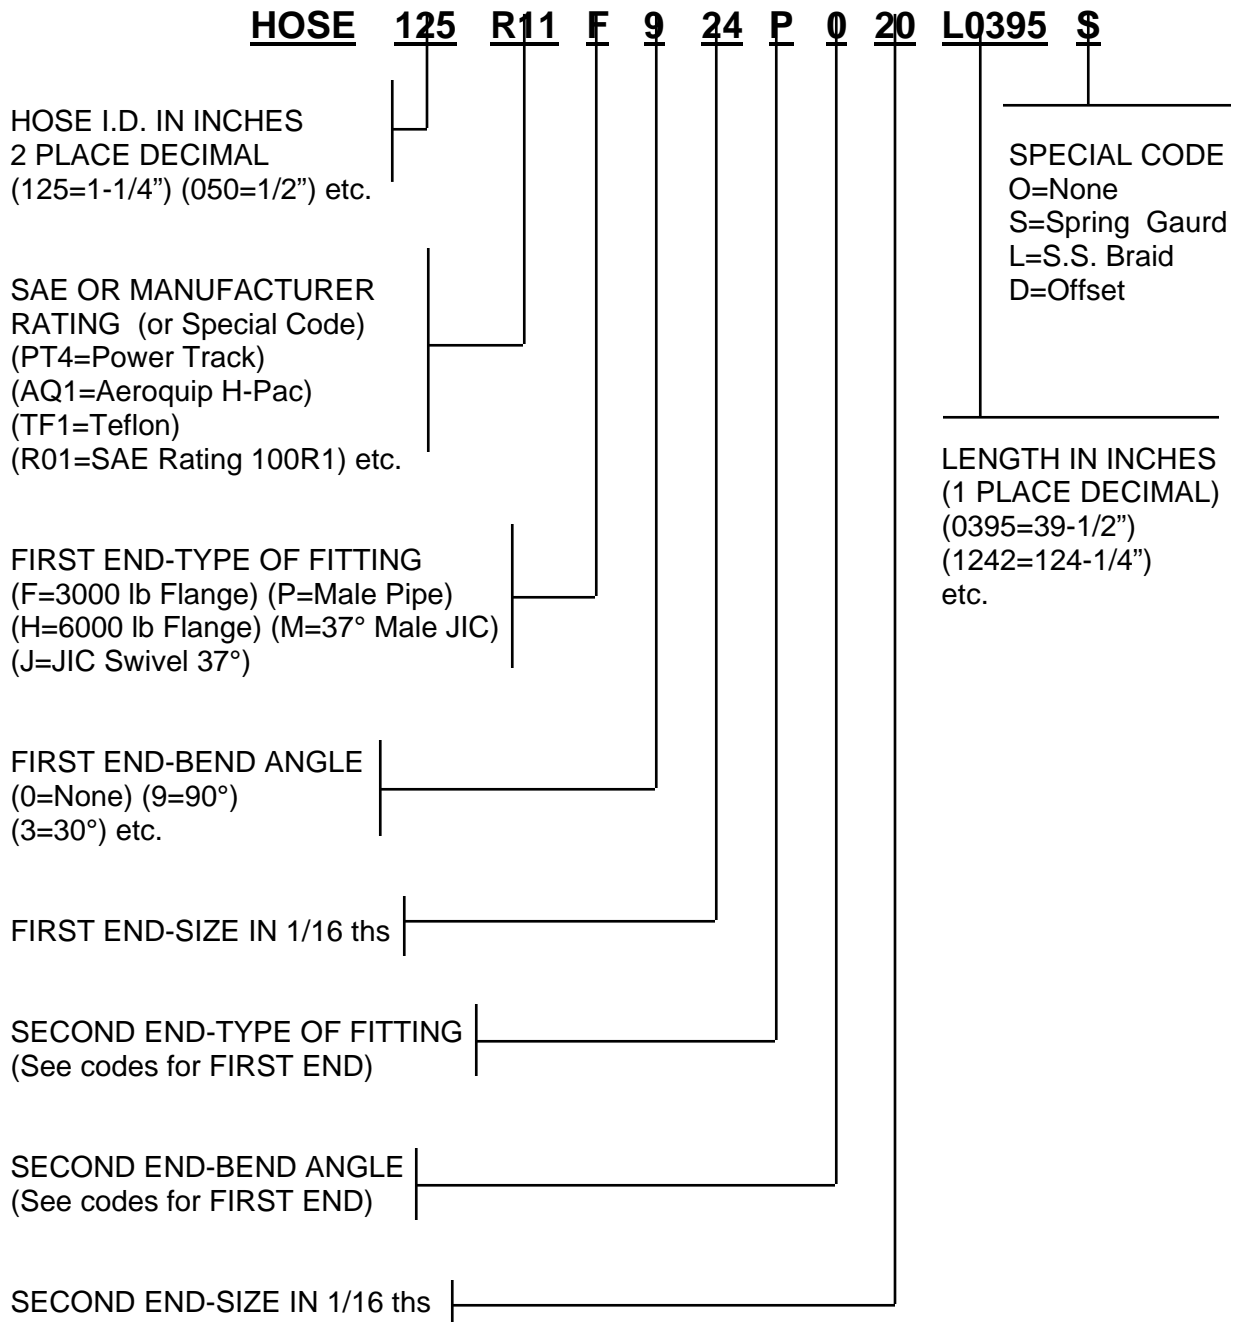 HOSE 125 R11 F 9 24 P 0 20 L0395 S
HOSE I.D. IN INCHES
2 PLACE DECIMAL
(125=1-1/4”) (050=1/2”) etc.
SAE OR MANUFACTURER
RATING (or Special Code)
(PT4=Power Track)
(AQ1=Aeroquip H-Pac)
(TF1=Teflon)
(R01=SAE Rating 100R1) etc.
FIRST END-TYPE OF FITTING
(F=3000 lb Flange) (P=Male Pipe)
(H=6000 lb Flange) (M=37° Male JIC)
(J=JIC Swivel 37°)
FIRST END-BEND ANGLE
(0=None) (9=90°)
(3=30°) etc.
FIRST END-SIZE IN 1/16 ths
SECOND END-TYPE OF FITTING
(See codes for FIRST END)
SECOND END-BEND ANGLE
(See codes for FIRST END)
SECOND END-SIZE IN 1/16 ths
SPECIAL CODE
O=None
S=Spring Gaurd
L=S.S. Braid
D=Offset
LENGTH IN INCHES
(1 PLACE DECIMAL)
(0395=39-1/2”)
(1242=124-1/4”)
etc.